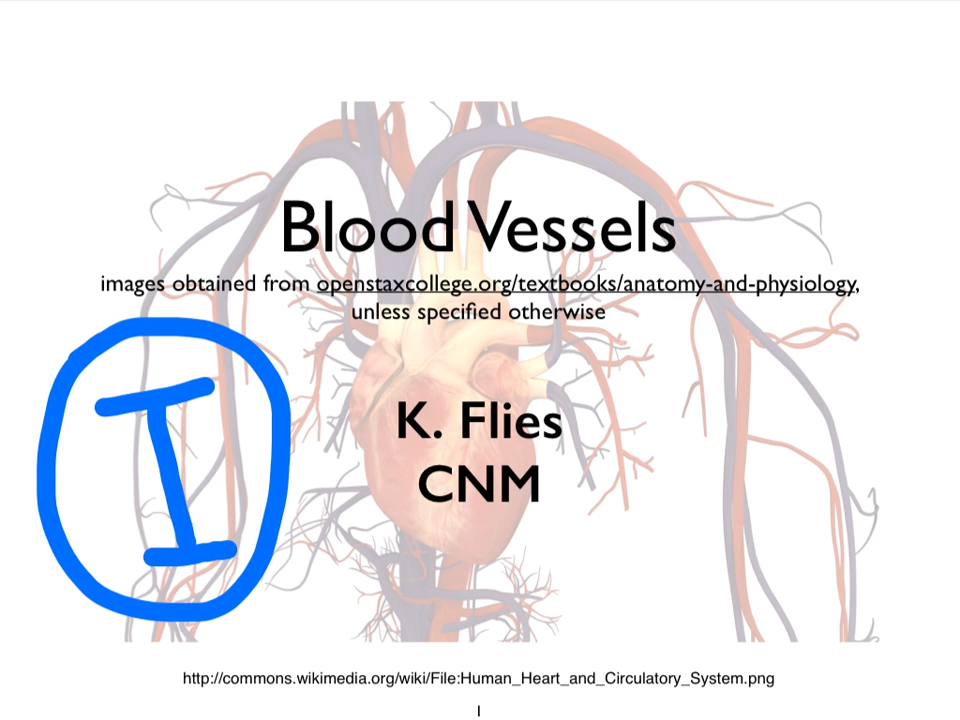 Blood Vessels
images obtained from openstaxcollege.org/textbooks/anatomy-and-physiology,
unless specified otherwise
I
K. Flies
CNM
http://commons.wikimedia.org/wiki/File:Human_Heart_and_Circulatory_System.png
1